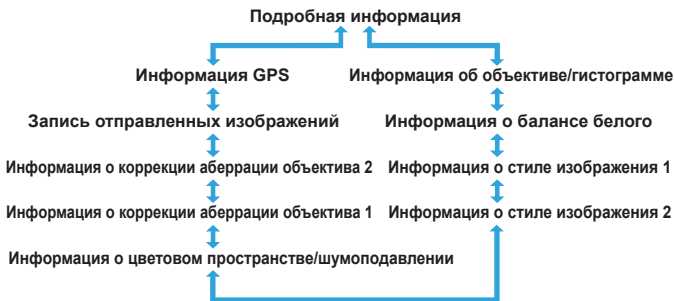 Подробная информация
Информация GPS
Информация об объективе/гистограмме
Запись отправленных изображений
Информация о балансе белого
Информация о коррекции аберрации объектива 2
Информация о стиле изображения 1
Информация о коррекции аберрации объектива 1
Информация о стиле изображения 2
Информация о цветовом пространстве/шумоподавлении